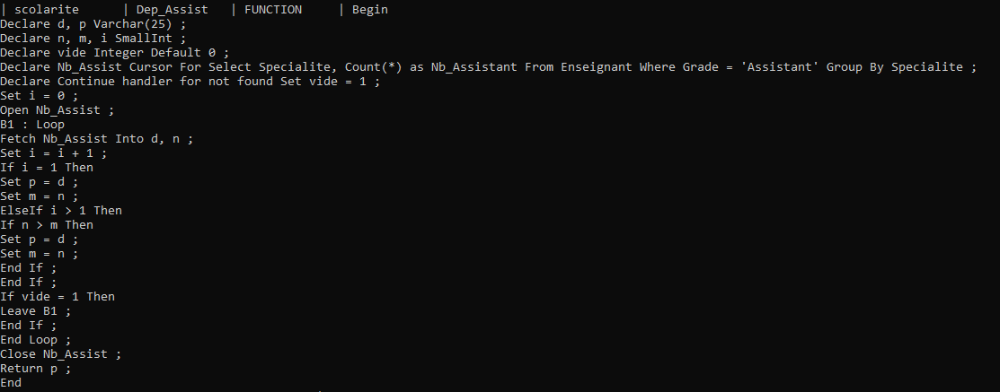 | scolarite      | Dep_Assist   | FUNCTION     | Begin
Declare d, p Varchar(25) ;
Declare n, m, i SmallInt ;
Declare vide Integer Default 0 ;
Declare Nb_Assist Cursor For Select Specialite, Count(*) as Nb_Assistant From Enseignant Where Grade = 'Assistant' Group By Specialite ;
Declare Continue handler for not found Set vide = 1 ;
Set i = 0 ;
Open Nb_Assist ;
B1 : Loop
Fetch Nb_Assist Into d, n ;
Set i = i + 1 ;
If i = 1 Then
Set p = d ;
Set m = n ;
ElseIf i > 1 Then
If n > m Then
Set p = d ;
Set m = n ;
End If ;
End If ;
If vide = 1 Then
Leave B1 ;
End If ;
End Loop ;
Close Nb_Assist ;
Return p ;
End